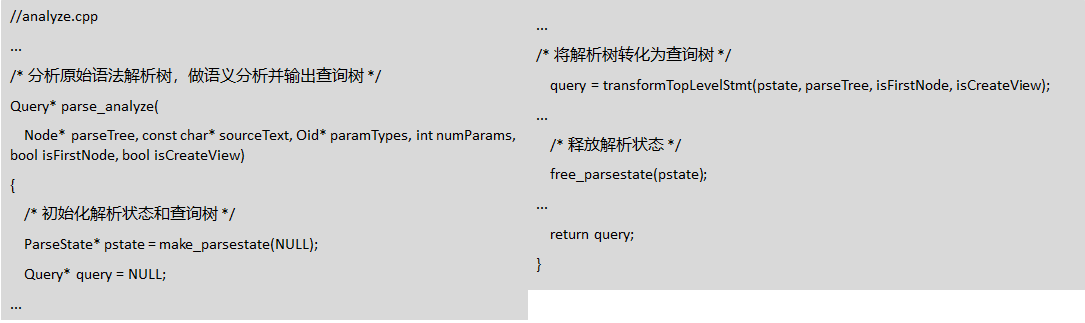 //analyze.cpp
...
/* 分析原始语法解析树，做语义分析并输出查询树 */
Query* parse_analyze(
Node* parseTree, const char* sourceText, Oid* paramTypes, int numParams,
bool isFirstNode, bool isCreateView)
{
/* 初始化解析状态和查询树 */
ParseState* pstate = make_parsestate(NULL);
Query* query = NULL;
...
...
/* 将解析树转化为查询树 */
query = transformTopLevelStmt(pstate, parseTree, isFirstNode, isCreateView);
...
/* 释放解析状态 */
free_parsestate(pstate);
...
return query;
}